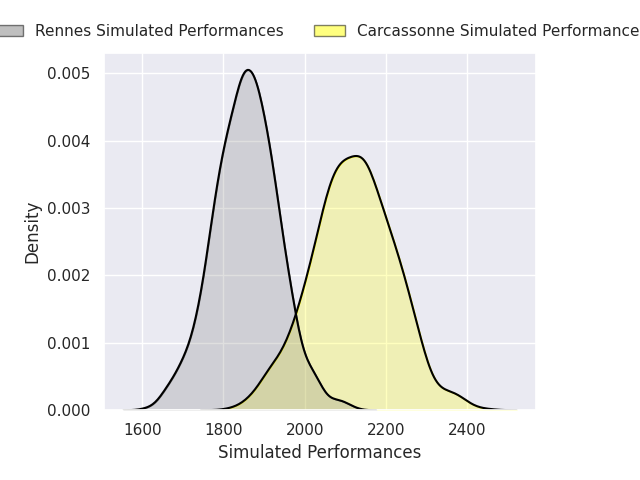 Rennes Simulated Performances Carcassonne Simulated Performance
0.005
0.004
0.003
0.002
0.001
0.000
Density
1600 1800 2000 2200 2400
Simulated Performances